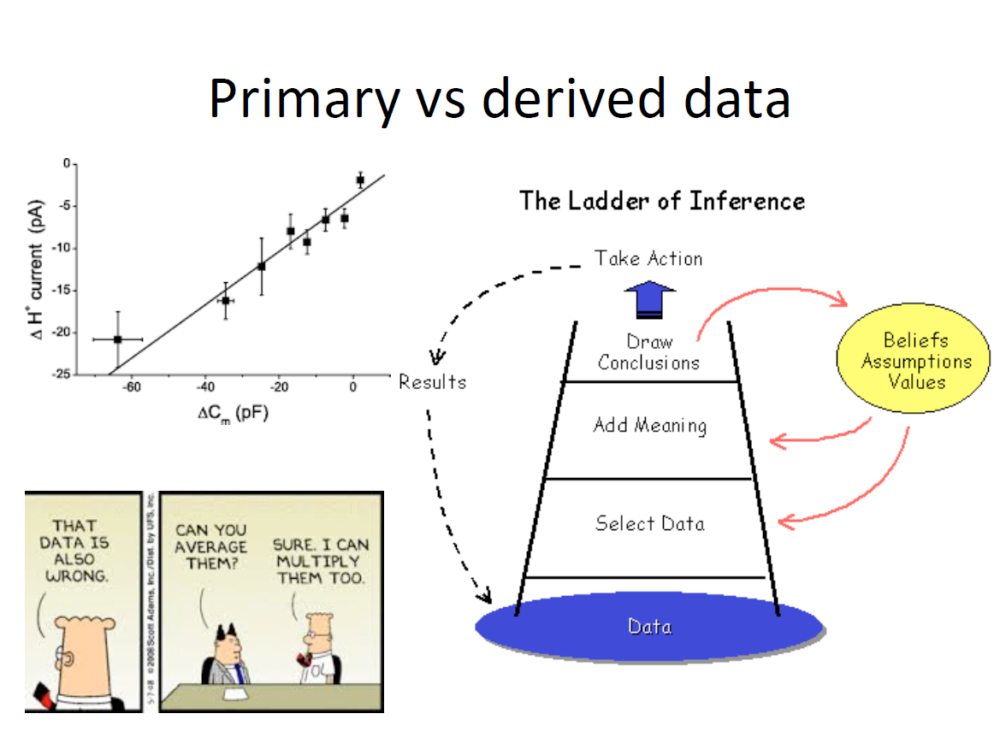 Primary vs derived data
0
-5
-10
-15
-20
-25
Δ H⁺ current (pA)
-60
-40
-20
0
ΔCm (pF)
The Ladder of Inference
Take Action
Draw
Conclusions
Add Meaning
Select Data
Data
Results
Beliefs
Assumptions
Values
THAT
DATA IS
ALSO
WRONG.
5-7-08 © 2008 Scott Adams, Inc./Dist. by UFS, Inc.
CAN YOU
AVERAGE
THEM?
SURE. I CAN
MULTIPLY
THEM TOO.